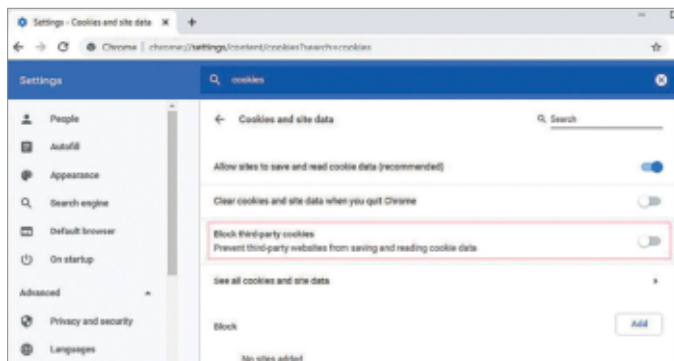 Settings - Cookies and site data
Chrome | chrome://settings/content/cookies?search=cookies
Settings
cookies
People
Autofill
Appearance
Search engine
Default browser
On startup
Advanced
Privacy and security
Languages
Cookies and site data
Search
Allow sites to save and read cookie data (recommended)
Clear cookies and site data when you quit Chrome
Block third-party cookies
Prevent third-party websites from saving and reading cookie data
See all cookies and site data
Block
Add
No sites added